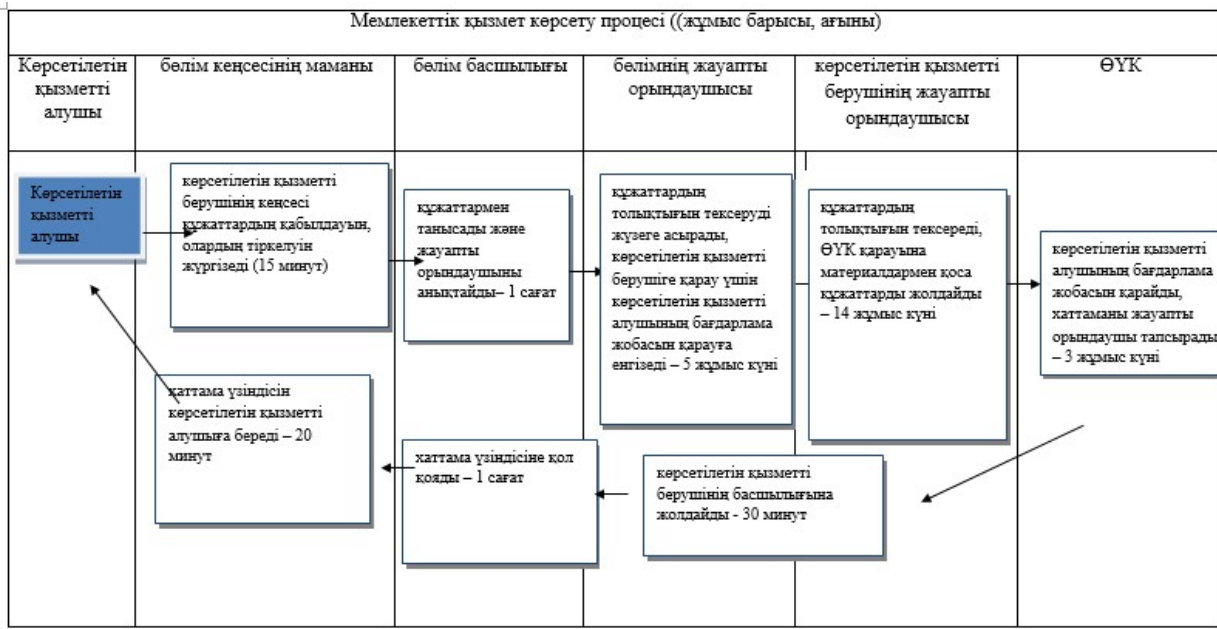 Мемлекеттік қызмет көрсету процесі ((жұмыс барысы, ағыны)
Көрсетілетін
қызметті
алушы
бөлім кеңсесінің маманы
бөлім басшылығы
бөлімнің жауапты
орындаушысы
көрсетілетін қызметті
берушінің жауапты
орындаушысы
ӨҮК
Көрсетілетін
қызметті
алушы
көрсетілетін қызметті
берушінің кеңсесі
құжаттардың қабылдауын,
олардың тіркелуін
жүргізеді (15 минут)
құжаттармен
танысады және
жауапты
орындаушыны
анықтайды– 1 сағат
құжаттардың
толықтығын тексеруді
жүзеге асырады,
көрсетілетін қызметті
берушіге қарау үшін
көрсетілетін қызметті
алушының бағдарлама
жобасын қарауға
енгізеді – 5 жұмыс күні
құжаттардың
толықтығын тексереді,
ӨҮК қарауына
материалдармен қоса
құжаттарды жолдайды
– 14 жұмыс күні
көрсетілетін қызметті
алушының бағдарлама
жобасын қарайды,
хаттаманы жауапты
орындаушы тапсырады
– 3 жұмыс күні
хаттама үзіндісін
көрсетілетін қызметті
алушыға береді – 20
минут
хаттама үзіндісіне қол
қояды – 1 сағат
көрсетілетін қызметті
берушінің басшылығына
жолдайды - 30 минут